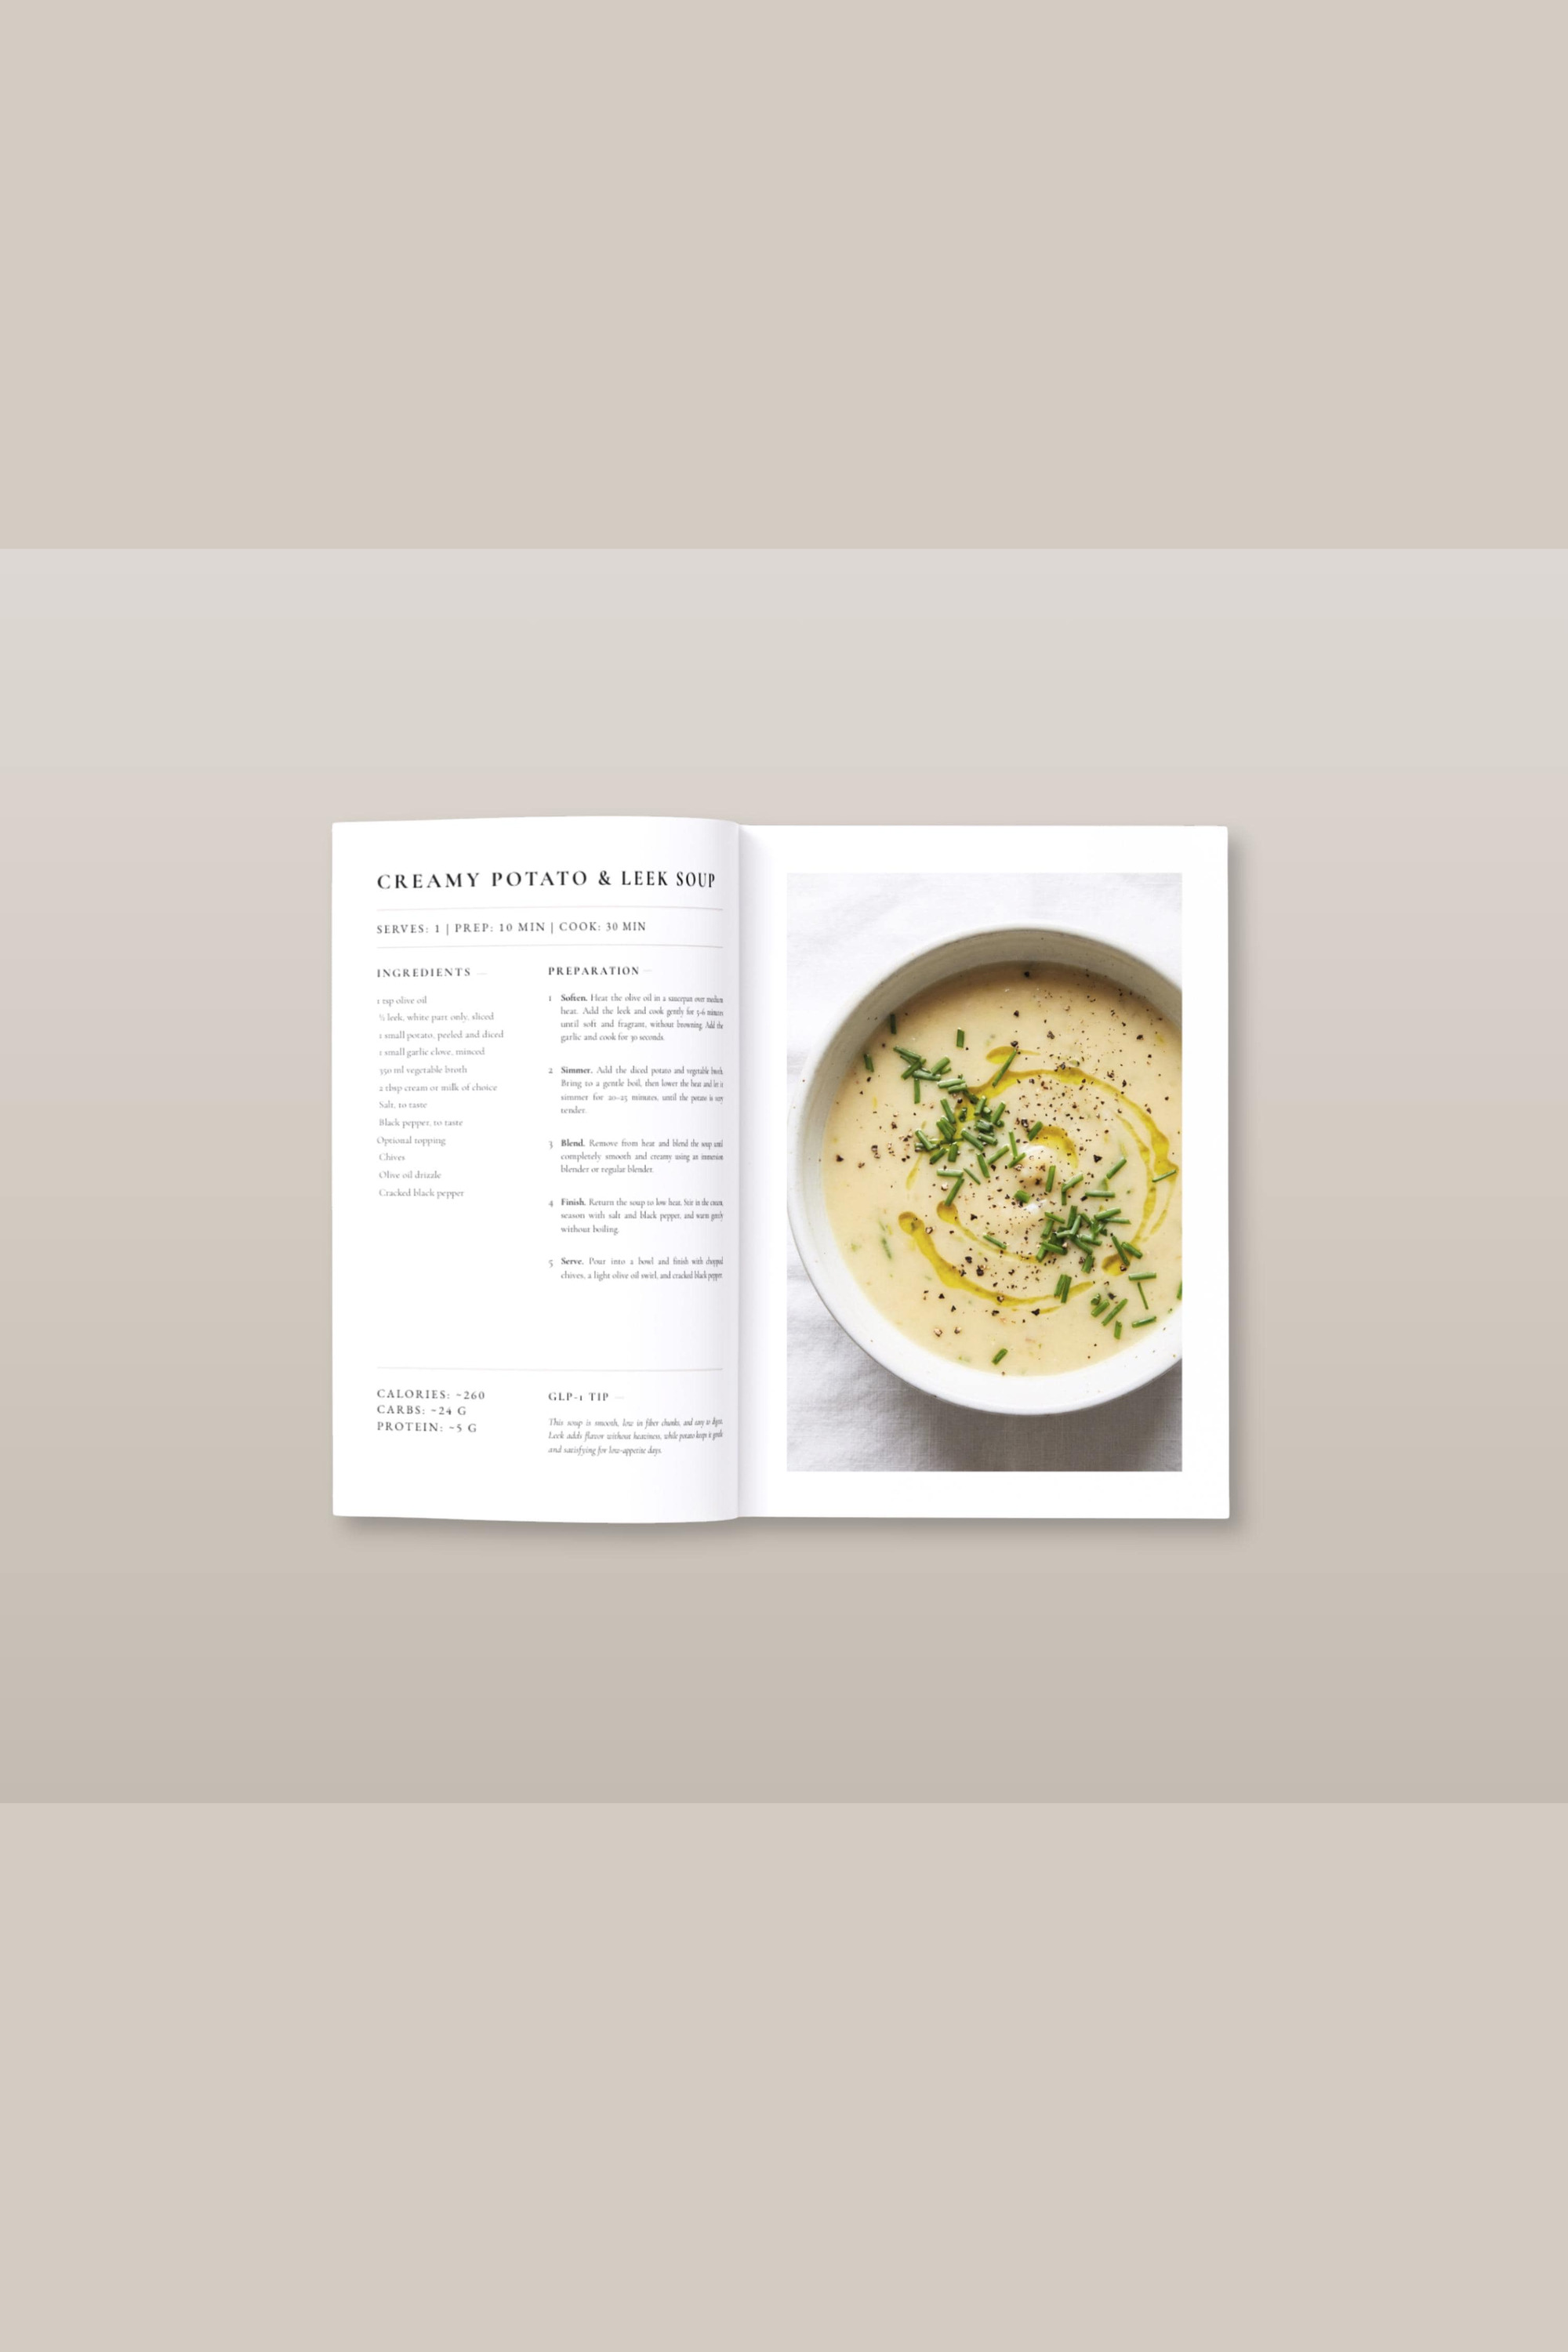 CREAMY POTATO & LEEK SOUP
SERVES: 1 | PREP: 10 MIN | COOK: 30 MIN
INGREDIENTS
1 tsp olive oil
½ leek, white part only, sliced
1 small potato, peeled and diced
1 small garlic clove, minced
350 ml vegetable broth
2 tbsp cream or milk of choice
Salt, to taste
Black pepper, to taste
Optional topping
Chives
Olive oil drizzle
Cracked black pepper
PREPARATION
1 Soften. Heat the olive oil in a saucepan over medium
heat. Add the leek and cook gently for 5-6 minutes
until soft and fragrant, without browning. Add the
garlic and cook for 30 seconds.
2 Simmer. Add the diced potato and vegetable broth.
Bring to a gentle boil, then lower the heat and let it
simmer for 20–25 minutes, until the potato is very
tender.
3 Blend. Remove from heat and blend the soup until
completely smooth and creamy using an immersion
blender or regular blender.
4 Finish. Return the soup to low heat. Stir in the cream,
season with salt and black pepper, and warm gently
without boiling.
5 Serve. Pour into a bowl and finish with chopped
chives, a light olive oil swirl, and cracked black pepper.
CALORIES: ~260
CARBS: ~24 G
PROTEIN: ~5 G
GLP-1 TIP
This soup is smooth, low in fiber chunks, and easy to digest.
Leek adds flavor without heaviness, while potato keeps it gentle
and satisfying for low-appetite days.